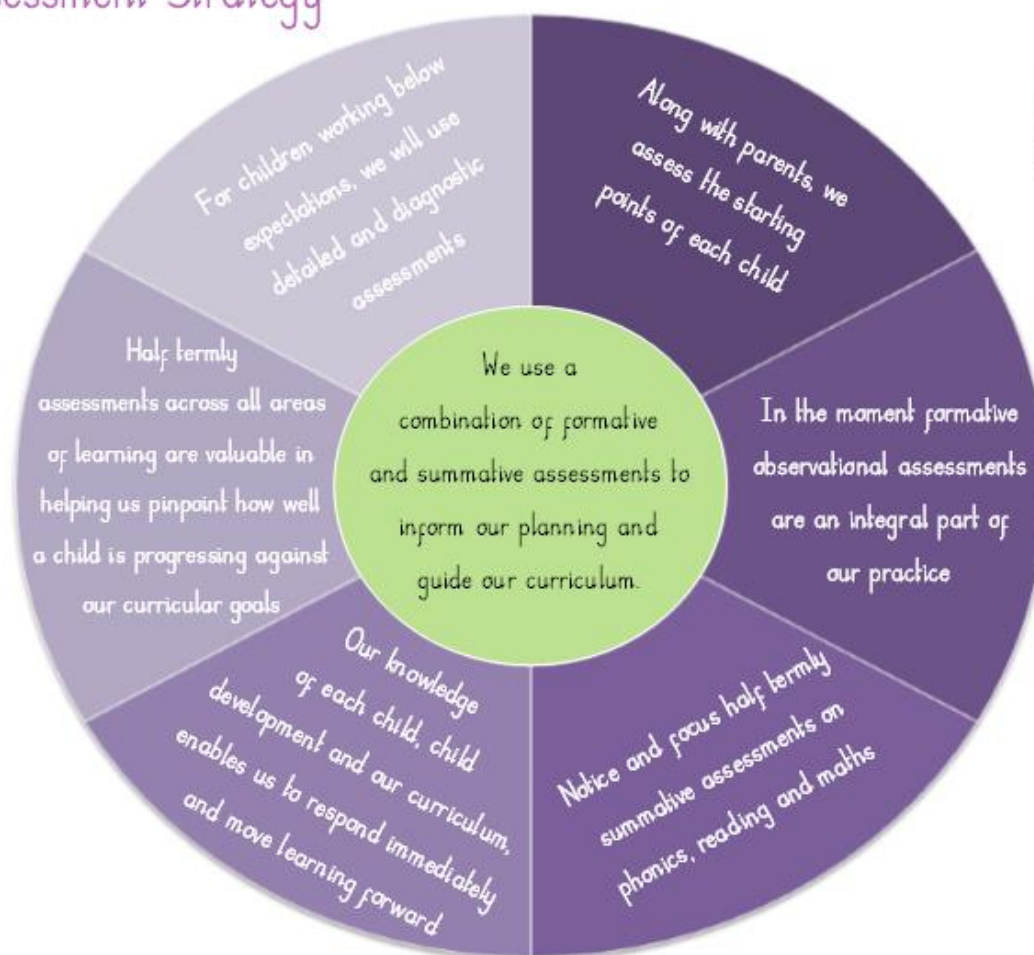 Assessment Strategy
Along with parents, we
assess the starting
points of each child
In the moment formative
observational assessments
are an integral part of
our practice
Notice and focus half termly
summative assessments on
phonics, reading and maths
Our knowledge
of each child, child
development and our curriculum,
enables us to respond immediately
and move learning forward
Half termly
assessments across all areas
of learning are valuable in
helping us pinpoint how well
a child is progressing against
our curricular goals
For children working below
expectations, we will use
detailed and diagnostic
assessments
We use a
combination of formative
and summative assessments to
inform our planning and
guide our curriculum.